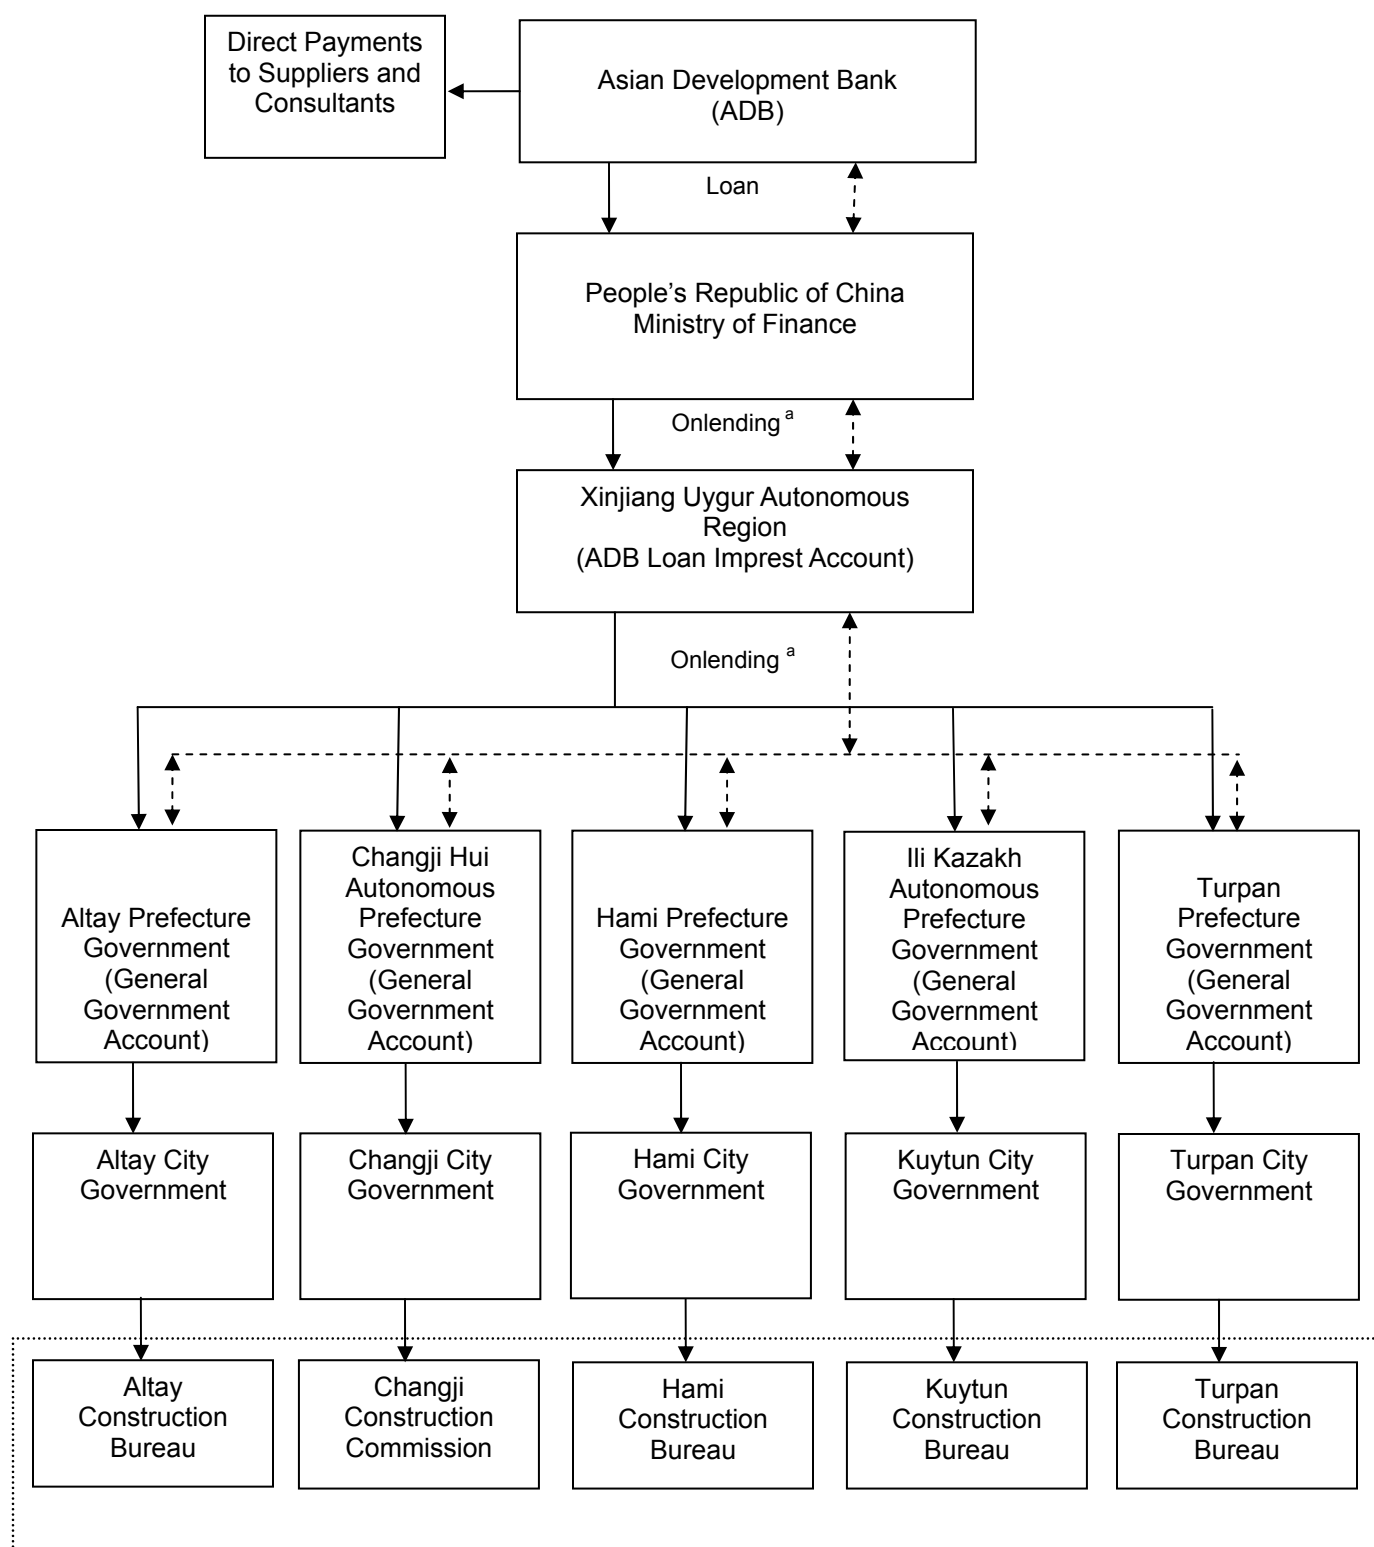 Direct Payments
to Suppliers and
Consultants
Asian Development Bank
(ADB)
Loan
People’s Republic of China
Ministry of Finance
Onlending a
Xinjiang Uygur Autonomous
Region
(ADB Loan Imprest Account)
Onlending a
Altay Prefecture
Government
(General
Government
Account)
Changji Hui
Autonomous
Prefecture
Government
(General
Government
Account)
Hami Prefecture
Government
(General
Government
Account)
Ili Kazakh
Autonomous
Prefecture
Government
(General
Government
Account)
Turpan
Prefecture
Government
(General
Government
Account)
Altay City
Government
Changji City
Government
Hami City
Government
Kuytun City
Government
Turpan City
Government
Altay
Construction
Bureau
Changji
Construction
Commission
Hami
Construction
Bureau
Kuytun
Construction
Bureau
Turpan
Construction
Bureau